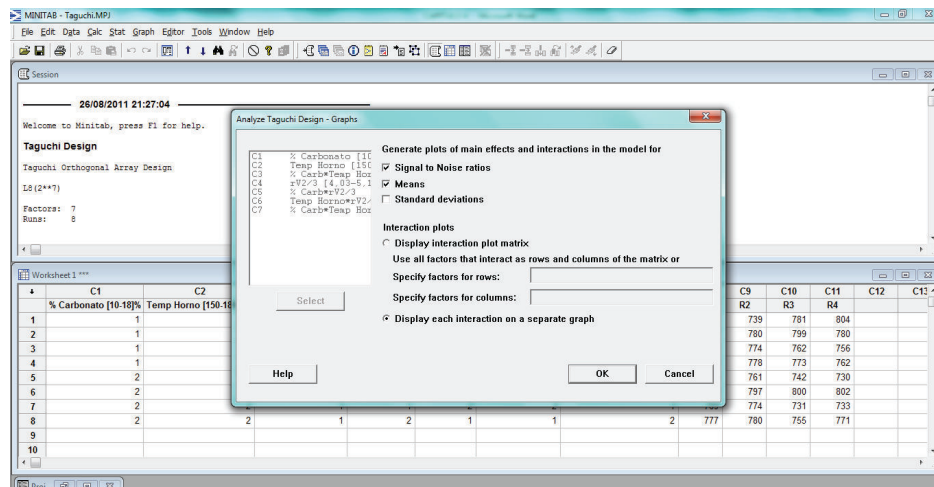 MINITAB - Taguchi.MPJ
File Edit Data Calc Stat Graph Editor Tools Window Help
Session
26/08/2011 21:27:04
Welcome to Minitab, press F1 for help.
Taguchi Design
Taguchi Orthogonal Array Design
L8(2**7)
Factors: 7
Runs: 8
Analyze Taguchi Design - Graphs
C1 % Carbonato [10
C2 Temp Horno [150
C3 % Carb*Temp Hor
C4 rV2/3 [4,03-5,1
C5 % Carb*rV2/3
C6 Temp Horno*rV2/
C7 % Carb*Temp Hor
Select
Generate plots of main effects and interactions in the model for
Signal to Noise ratios
Means
Standard deviations
Interaction plots
Display interaction plot matrix
Use all factors that interact as rows and columns of the matrix or
Specify factors for rows:
Specify factors for columns:
Display each interaction on a separate graph
Help OK Cancel
Worksheet 1 ***
C1 C2 C9 C10 C11 C12 C13
% Carbonato [10-18]% Temp Horno [150-18 R2 R3 R4
1 1 739 781 804
2 1 780 799 780
3 1 774 762 756
4 1 778 773 762
5 2 761 742 730
6 2 797 800 802
7 2 774 731 733
8 2 2 1 2 1 1 2 777 780 755 771
9
10
Proj